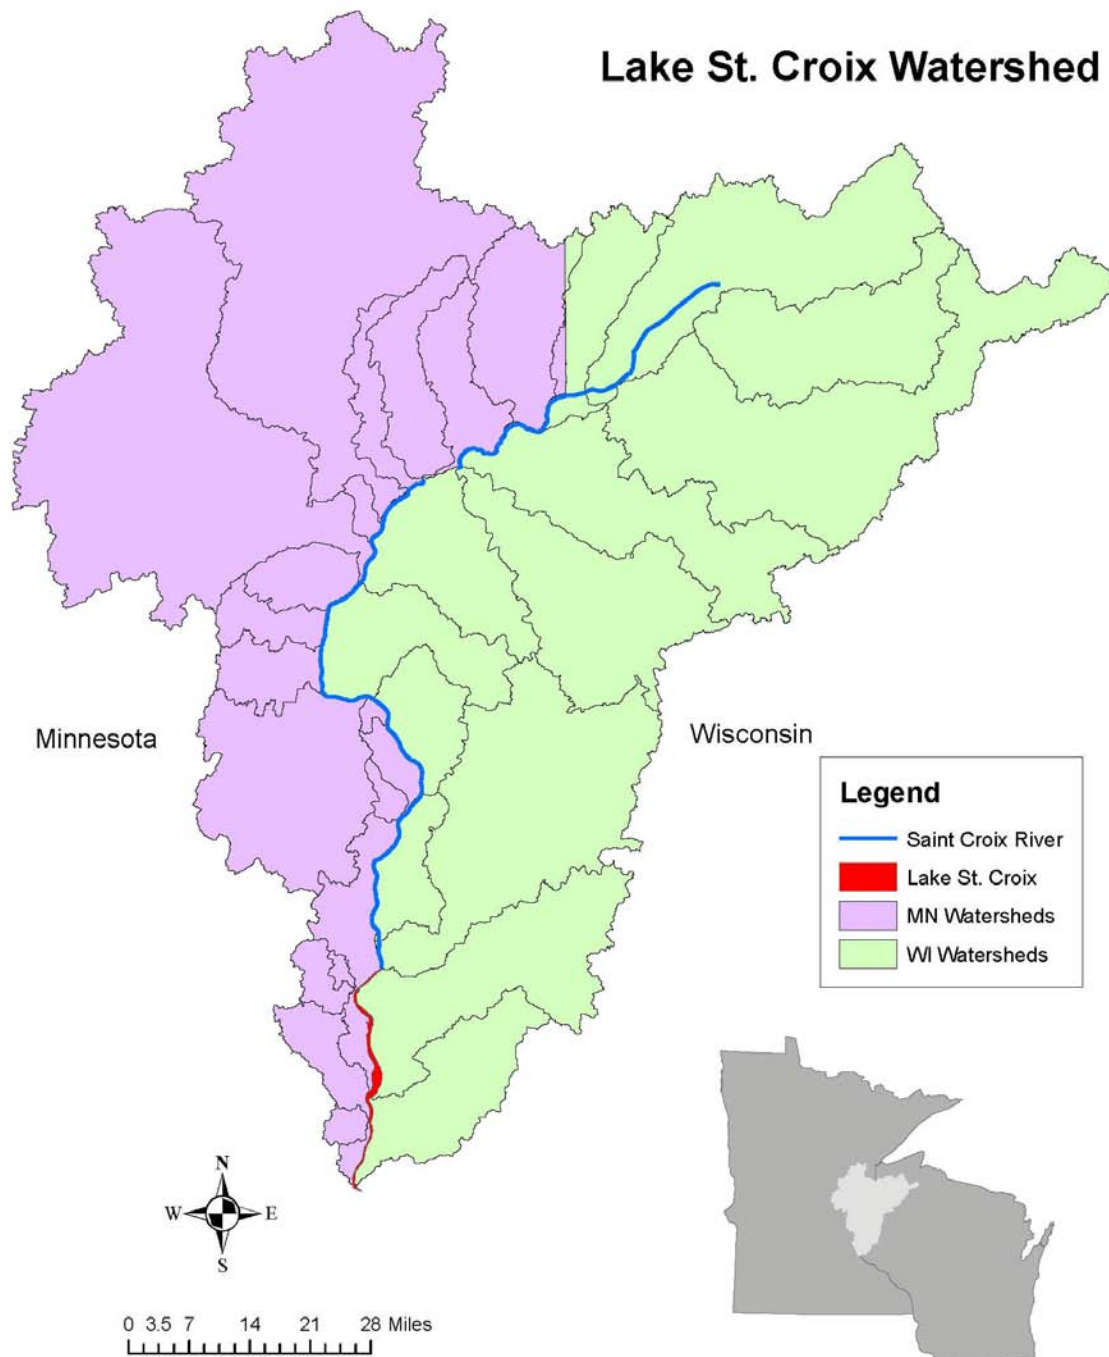 Lake St. Croix Watershed
Minnesota
Wisconsin
Legend
Saint Croix River
Lake St. Croix
MN Watersheds
WI Watersheds
N
W E
S
0 3.5 7 14 21 28 Miles